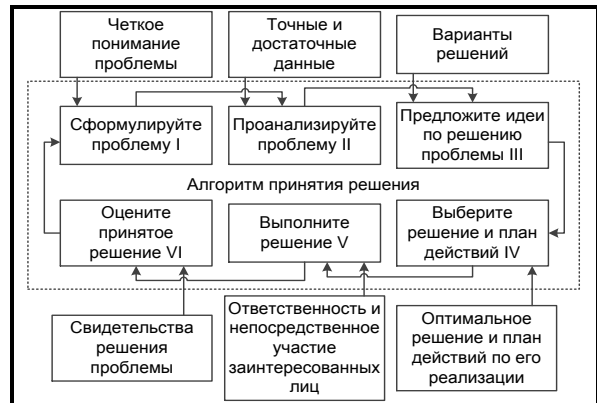 Четкое
понимание
проблемы
Точные и
достаточные
данные
Варианты
решений
Сформулируйте
проблему I
Проанализируйте
проблему II
Предложите идеи
по решению
проблемы III
Алгоритм принятия решения
Оцените
принятое
решение VI
Выполните
решение V
Выберите
решение и план
действий IV
Свидетельства
решения
проблемы
Ответственность и
непосредственное
участие
заинтересованных
лиц
Оптимальное
решение и план
действий по его
реализации